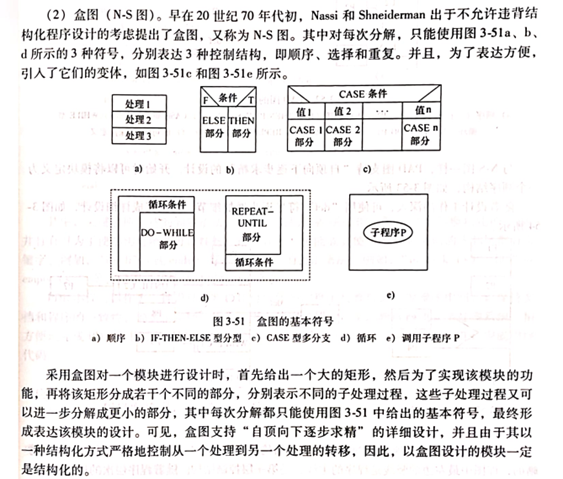 (2) 盒图(N-S 图)。早在 20 世纪 70 年代初,Nassi 和 Shneiderman 出于不允许违背结
构化程序设计的考虑提出了盒图,又称为 N-S 图。其中对每次分解,只能使用图 3-51a、b、
d 所示的 3 种符号,分别表达 3 种控制结构,即顺序、选择和重复。并且,为了表达方便,
引入了它们的变体,如图 3-51c 和图 3-51e 所示。
处理 1
处理 2
处理 3
a)
F 条件 T
ELSE THEN
部分 部分
b)
CASE 条件
值1 值 2 … 值n
CASE 1 CASE 2 CASE n
部分 部分 部分
c)
循环条件
DO-WHILE
部分
REPEAT-
UNTIL
部分
循环条件
d)
子程序P
e)
图 3-51 盒图的基本符号
a) 顺序 b) IF-THEN-ELSE 型分型 c) CASE 型多分支 d) 循环 e) 调用子程序 P
采用盒图对一个模块进行设计时,首先给出一个大的矩形,然后为了实现该模块的功
能,再将该矩形分成若干个不同的部分,分别表示不同的子处理过程,这些子处理过程又可
以进一步分解成更小的部分,其中每次分解都只能使用图 3-51 中给出的基本符号,最终形
成表达该模块的设计。可见,盒图支持“自顶向下逐步求精”的详细设计,并且由于其以
一种结构化方式严格地控制从一个处理到另一个处理的转移,因此,以盒图设计的模块一定
是结构化的。